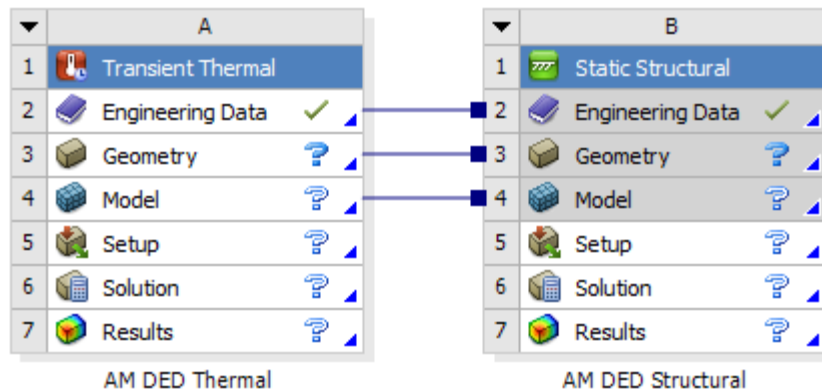 A
1 Transient Thermal
2 Engineering Data
3 Geometry
4 Model
5 Setup
6 Solution
7 Results
AM DED Thermal
B
1 Static Structural
2 Engineering Data
3 Geometry
4 Model
5 Setup
6 Solution
7 Results
AM DED Structural